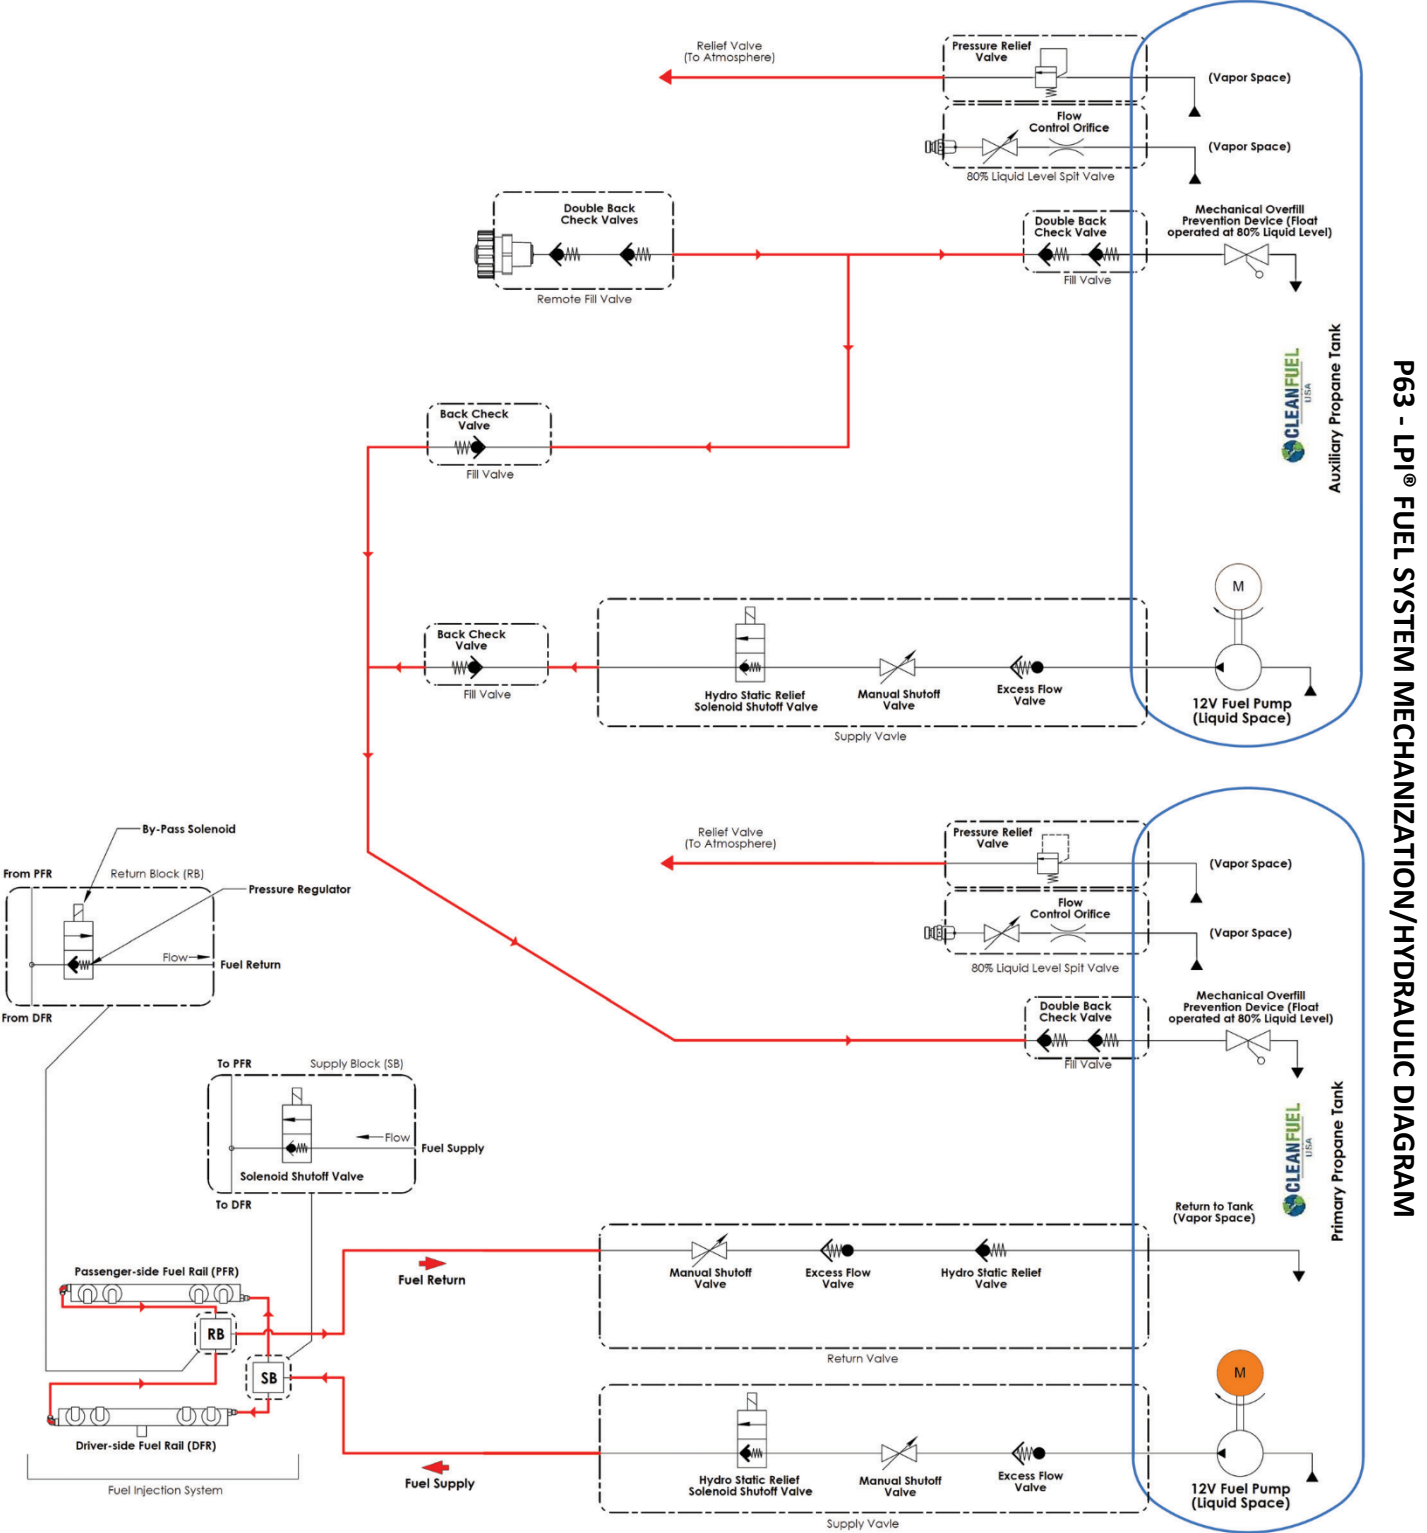 P63 - LPI® FUEL SYSTEM MECHANIZATION/HYDRAULIC DIAGRAM
Relief Valve
(To Atmosphere)
Pressure Relief
Valve
(Vapor Space)
Flow
Control Orifice
(Vapor Space)
80% Liquid Level Spit Valve
Double Back
Check Valves
Remote Fill Valve
Double Back
Check Valve
Fill Valve
Mechanical Overfill
Prevention Device (Float
operated at 80% Liquid Level)
CLEANFUEL
USA
Auxiliary Propane Tank
Back Check
Valve
Fill Valve
Back Check
Valve
Fill Valve
Hydro Static Relief
Solenoid Shutoff Valve
Manual Shutoff
Valve
Excess Flow
Valve
Supply Vavle
M
12V Fuel Pump
(Liquid Space)
Relief Valve
(To Atmosphere)
Pressure Relief
Valve
(Vapor Space)
Flow
Control Orifice
(Vapor Space)
80% Liquid Level Spit Valve
Double Back
Check Valve
Fill Valve
Mechanical Overfill
Prevention Device (Float
operated at 80% Liquid Level)
CLEANFUEL
USA
Primary Propane Tank
By-Pass Solenoid
From PFR
Return Block (RB)
Pressure Regulator
Flow
Fuel Return
From DFR
To PFR
Supply Block (SB)
Flow
Fuel Supply
Solenoid Shutoff Valve
To DFR
Return to Tank
(Vapor Space)
Passenger-side Fuel Rail (PFR)
RB
SB
Driver-side Fuel Rail (DFR)
Fuel Injection System
Fuel Return
Manual Shutoff
Valve
Excess Flow
Valve
Hydro Static Relief
Valve
Return Valve
Fuel Supply
Hydro Static Relief
Solenoid Shutoff Valve
Manual Shutoff
Valve
Excess Flow
Valve
Supply Vavle
M
12V Fuel Pump
(Liquid Space)